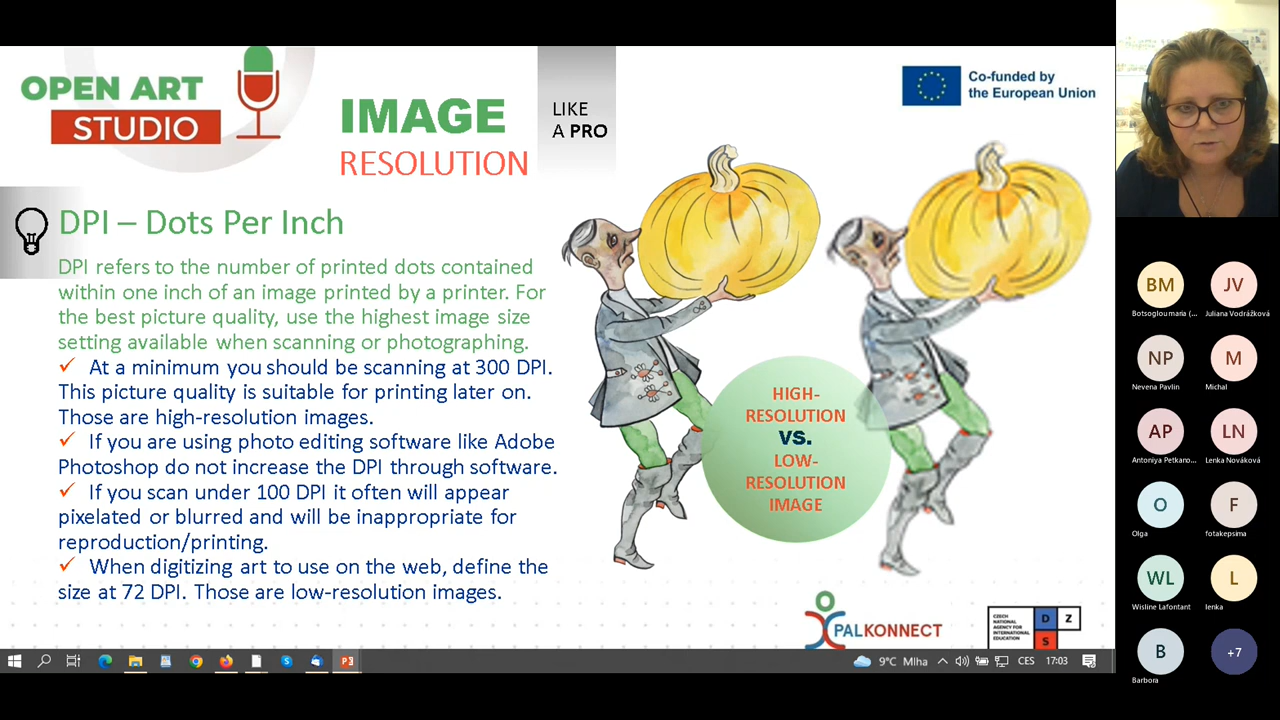 OPEN ART
STUDIO
IMAGE
RESOLUTION
LIKE
A PRO
Co-funded by
the European Union
DPI – Dots Per Inch
DPI refers to the number of printed dots contained
within one inch of an image printed by a printer. For
the best picture quality, use the highest image size
setting available when scanning or photographing.
✓ At a minimum you should be scanning at 300 DPI.
This picture quality is suitable for printing later on.
Those are high-resolution images.
✓ If you are using photo editing software like Adobe
Photoshop do not increase the DPI through software.
✓ If you scan under 100 DPI it often will appear
pixelated or blurred and will be inappropriate for
reproduction/printing.
✓ When digitizing art to use on the web, define the
size at 72 DPI. Those are low-resolution images.
HIGH-
RESOLUTION
VS.
LOW-
RESOLUTION
IMAGE
PALKONNECT
CZECH
NATIONAL
AGENCY FOR
INTERNATIONAL
EDUCATION
D Z
S
9°C Mlha
CES
17:03
BM
Botsogloumaria (...
JV
Juliana Vodrážková
NP
Nevena Pavlin
M
Michal
AP
Antoniya Petkano...
LN
Lenka Nováková
O
Olga
F
fotakepsima
WL
Wisline Lafontant
L
lenka
B
Barbora
+7